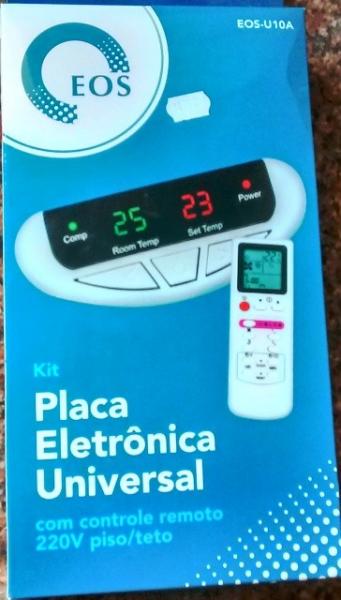 EOS-U10A
EOS
Comp
25
Room Temp
23
Set Temp
Power
Kit
Placa
Eletrônica
Universal
com controle remoto
220V piso/teto